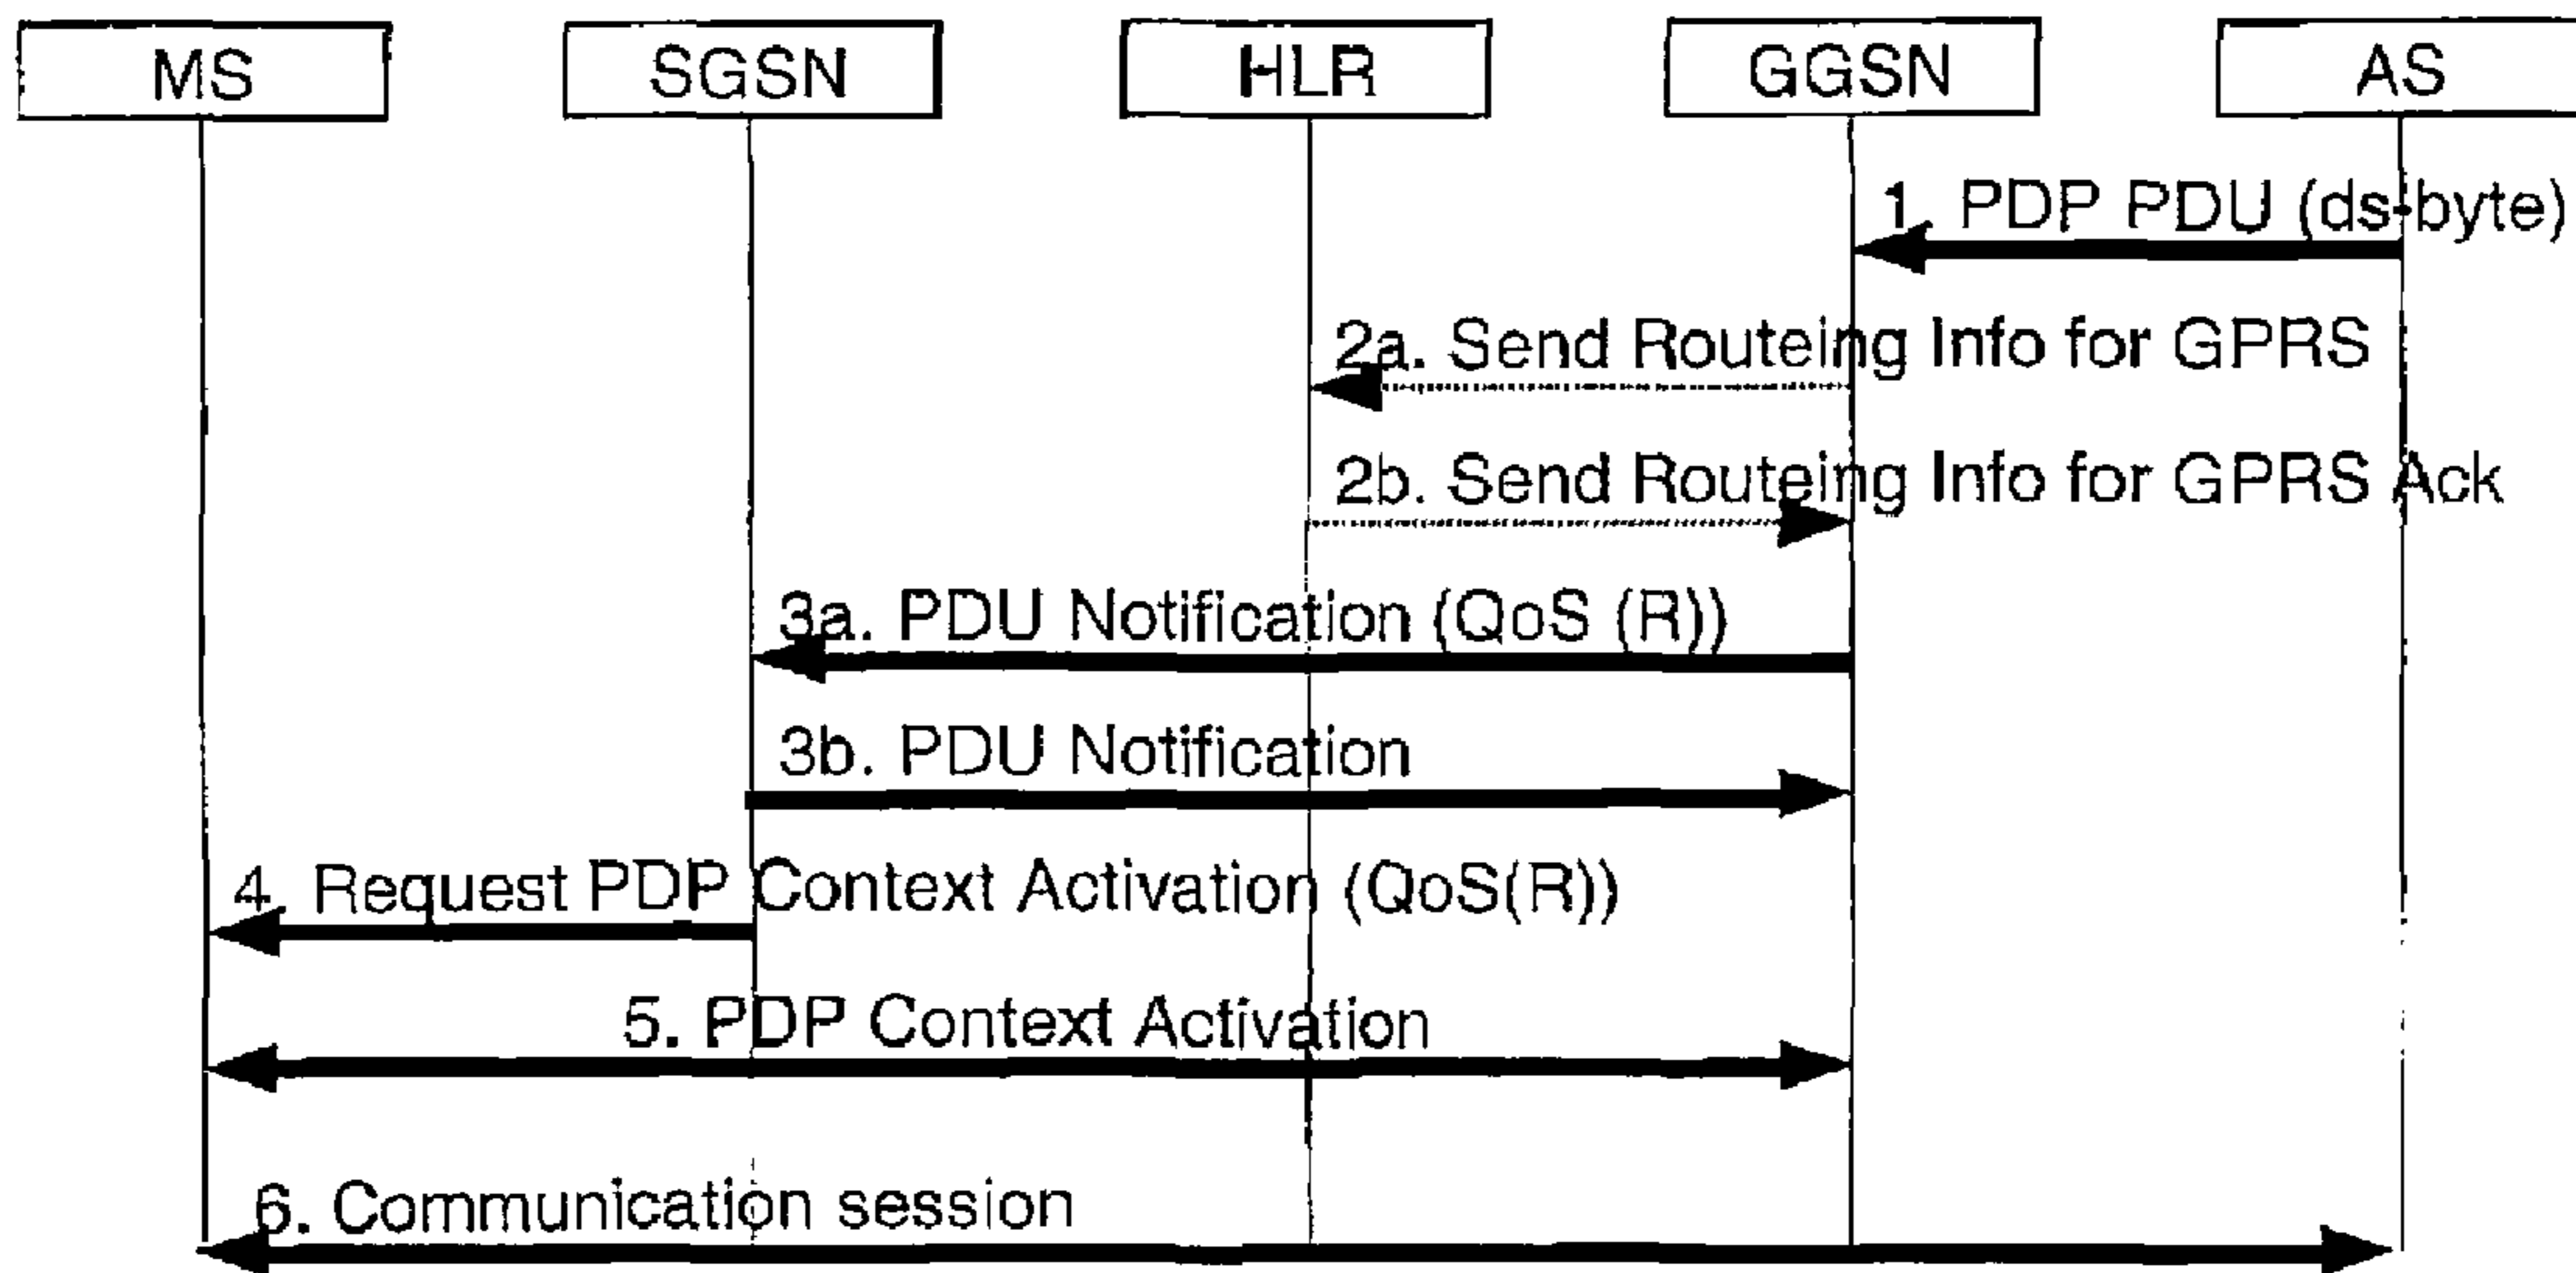 MS SGSN HLR GGSN AS
1. PDP PDU (ds-byte)
2a. Send Routeing Info for GPRS
2b. Send Routeing Info for GPRS Ack
3a. PDU Notification (QoS (R))
3b. PDU Notification
4. Request PDP Context Activation (QoS(R))
5. PDP Context Activation
6. Communication session